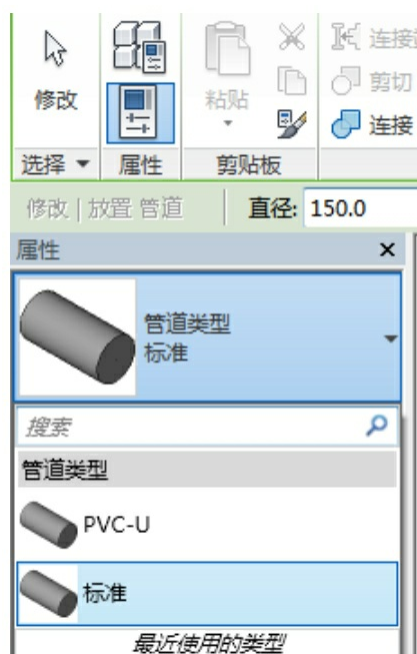 修改
粘贴
连接
剪切
连接
选择
属性
剪贴板
修改 | 放置 管道
直径: 150.0
属性
管道类型
标准
搜索
管道类型
PVC-U
标准
最近使用的类型